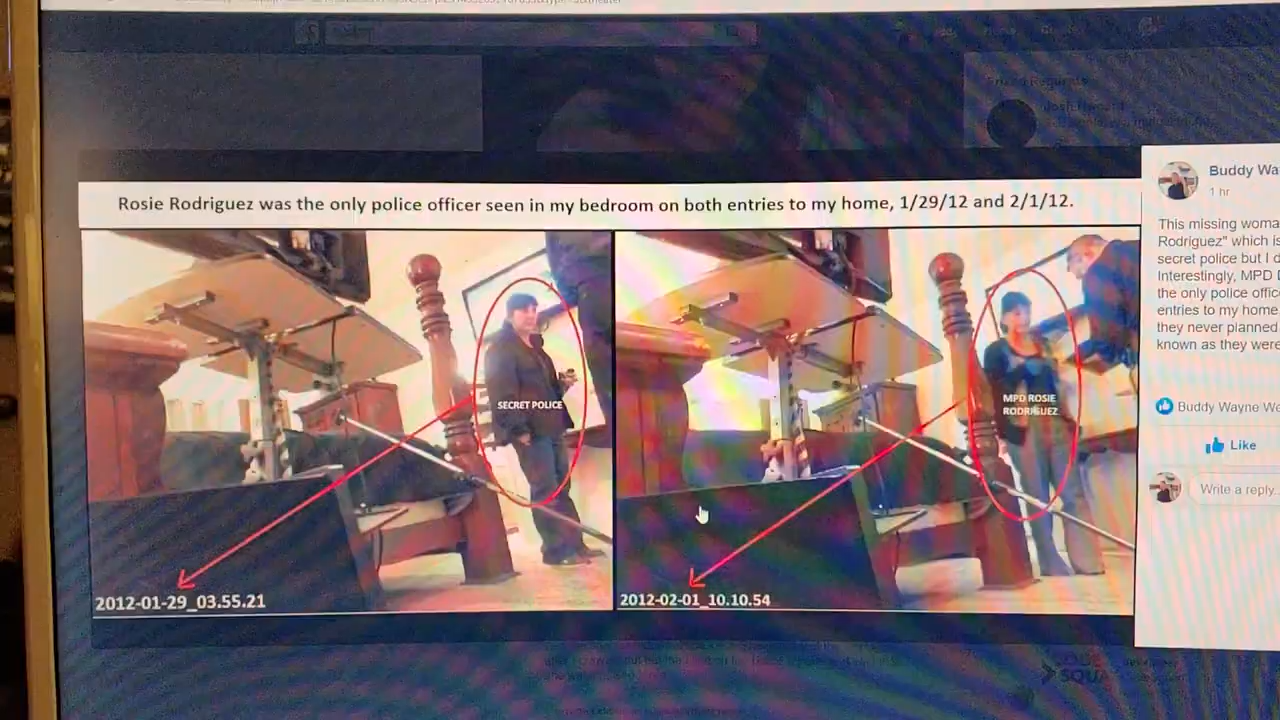 Rosie Rodriguez was the only police officer seen in my bedroom on both entries to my home, 1/29/12 and 2/1/12.
SECRET POLICE
2012-01-29_03.55.21
MPD ROSIE
RODRIGUEZ
2012-02-01_10.10.54
Buddy Wa
1 hr
This missing woma
Rodriguez" which is
secret police but I d
Interestingly, MPD
the only police offic
entries to my home
they never planned
known as they were
Buddy Wayne Wa
Like
Write a reply...